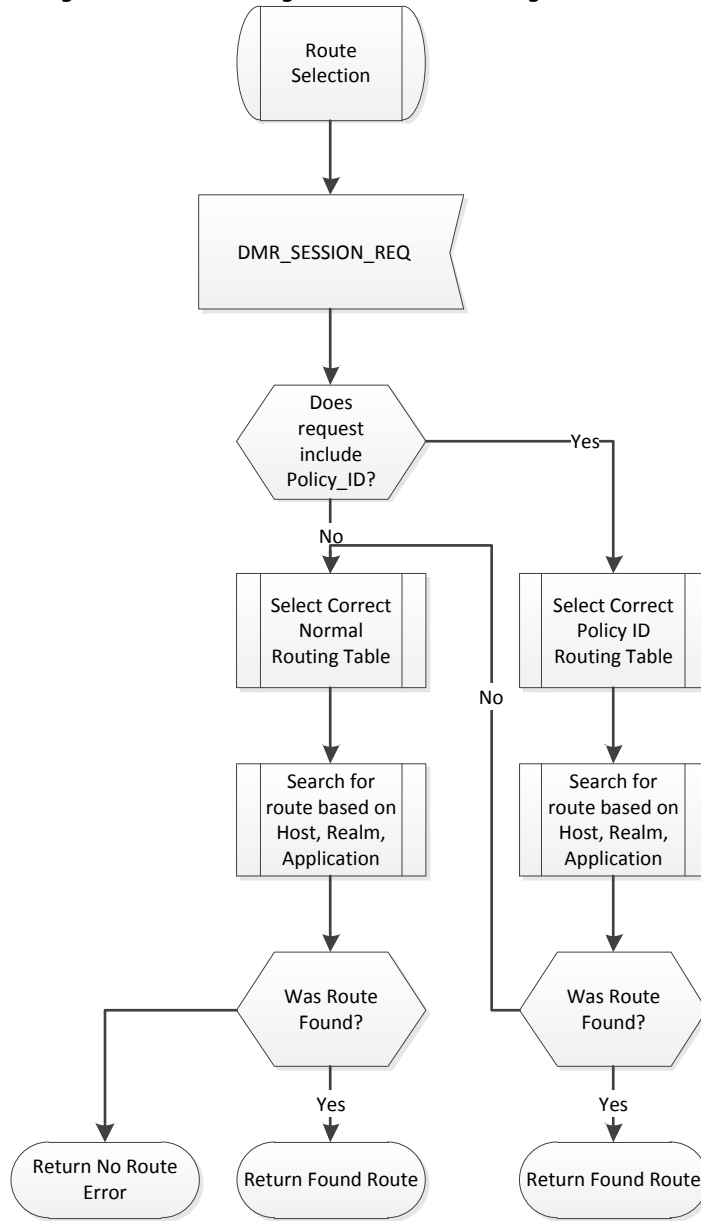 Route
Selection
DMR_SESSION_REQ
Does
request
include
Policy_ID?
Yes
No
Select Correct
Normal
Routing Table
Select Correct
Policy ID
Routing Table
No
Search for
route based on
Host, Realm,
Application
Search for
route based on
Host, Realm,
Application
Was Route
Found?
Was Route
Found?
Yes
Yes
Return No Route
Error
Return Found Route
Return Found Route